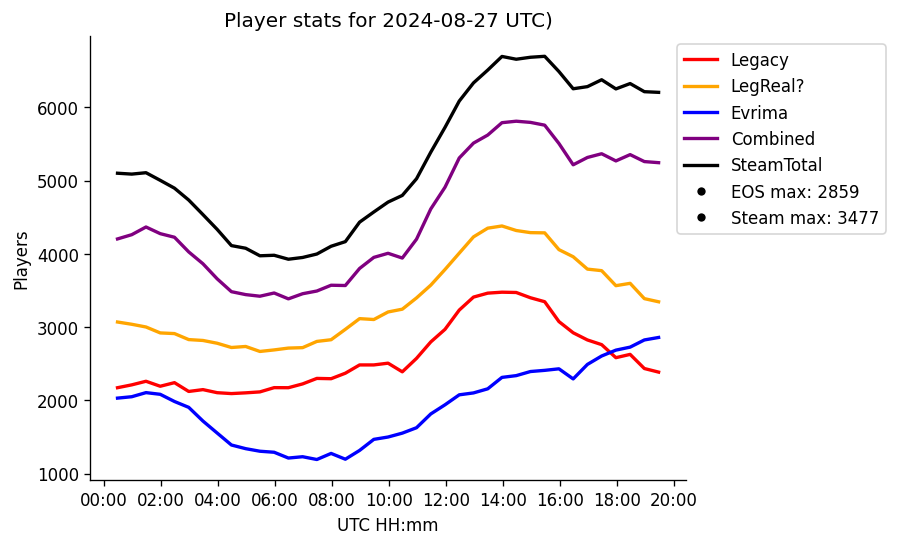 Player stats for 2024-08-27 UTC)
Legacy
LegReal?
Evrima
Combined
SteamTotal
EOS max: 2859
Steam max: 3477
Players
6000
5000
4000
3000
2000
1000
00:00 02:00 04:00 06:00 08:00 10:00 12:00 14:00 16:00 18:00 20:00
UTC HH:mm